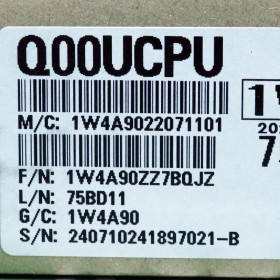 Q00UCPU
M/C: 1W4A9022071101
F/N: 1W4A90ZZ7BQJZ
L/N: 75BD11
G/C: 1W4A90
S/N: 240710241897021-B